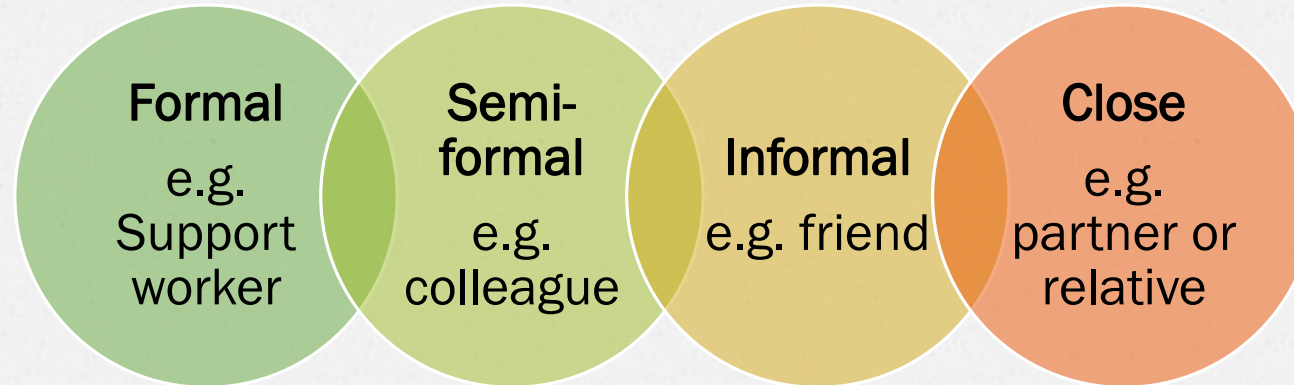 Formal
e.g.
Support
worker
Semi-
formal
e.g.
colleague
Informal
e.g. friend
Close
e.g.
partner or
relative